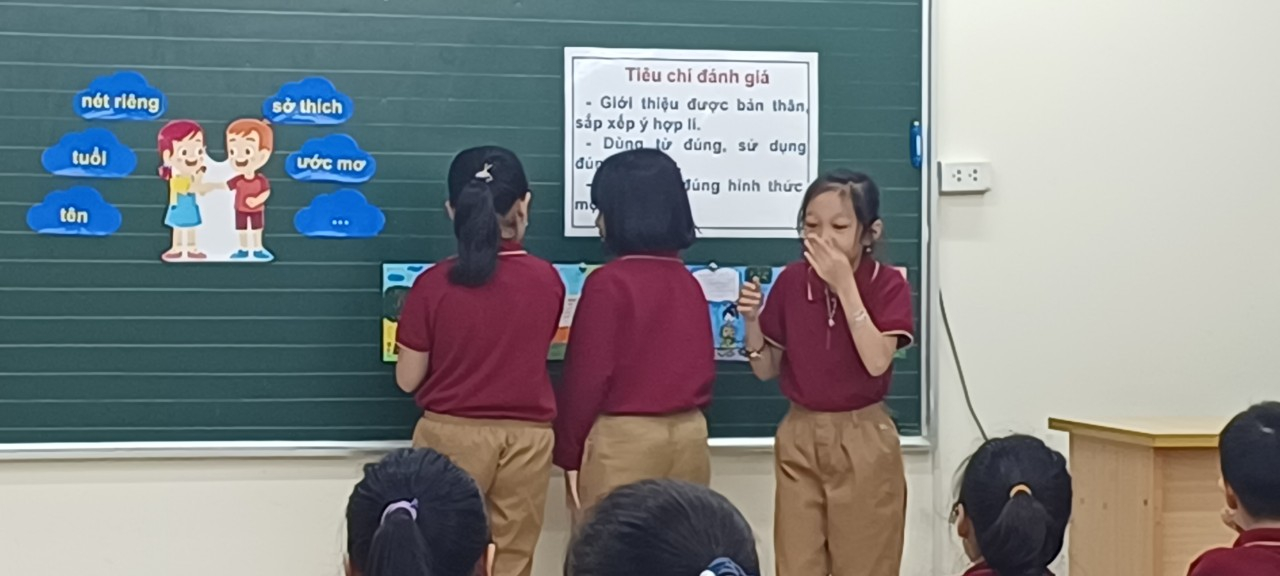 nét riêng
sở thích
tuổi
ước mơ
tên
...
Tiêu chí đánh giá
- Giới thiệu được bản thân,
sắp xếp ý hợp lí.
- Dùng từ đúng, sử dụng
đúng hình thức